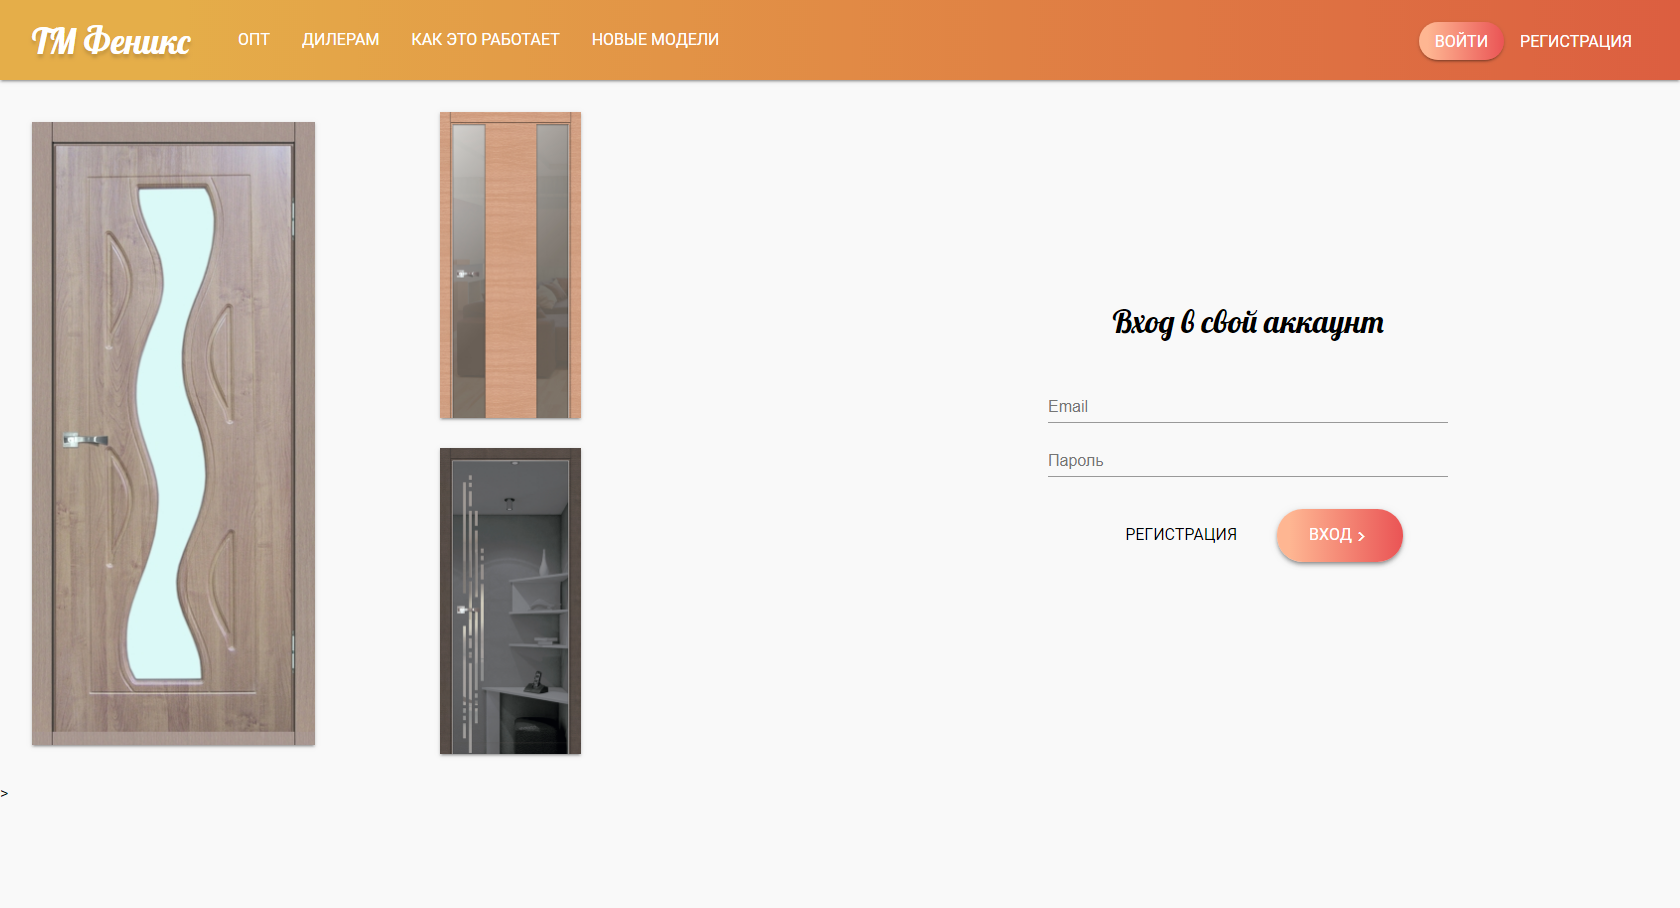 ТМ Феникс
ОПТ
ДИЛЕРАМ
КАК ЭТО РАБОТАЕТ
НОВЫЕ МОДЕЛИ
ВОЙТИ
РЕГИСТРАЦИЯ
Вход в свой аккаунт
Email
Пароль
РЕГИСТРАЦИЯ
ВХОД ›
>